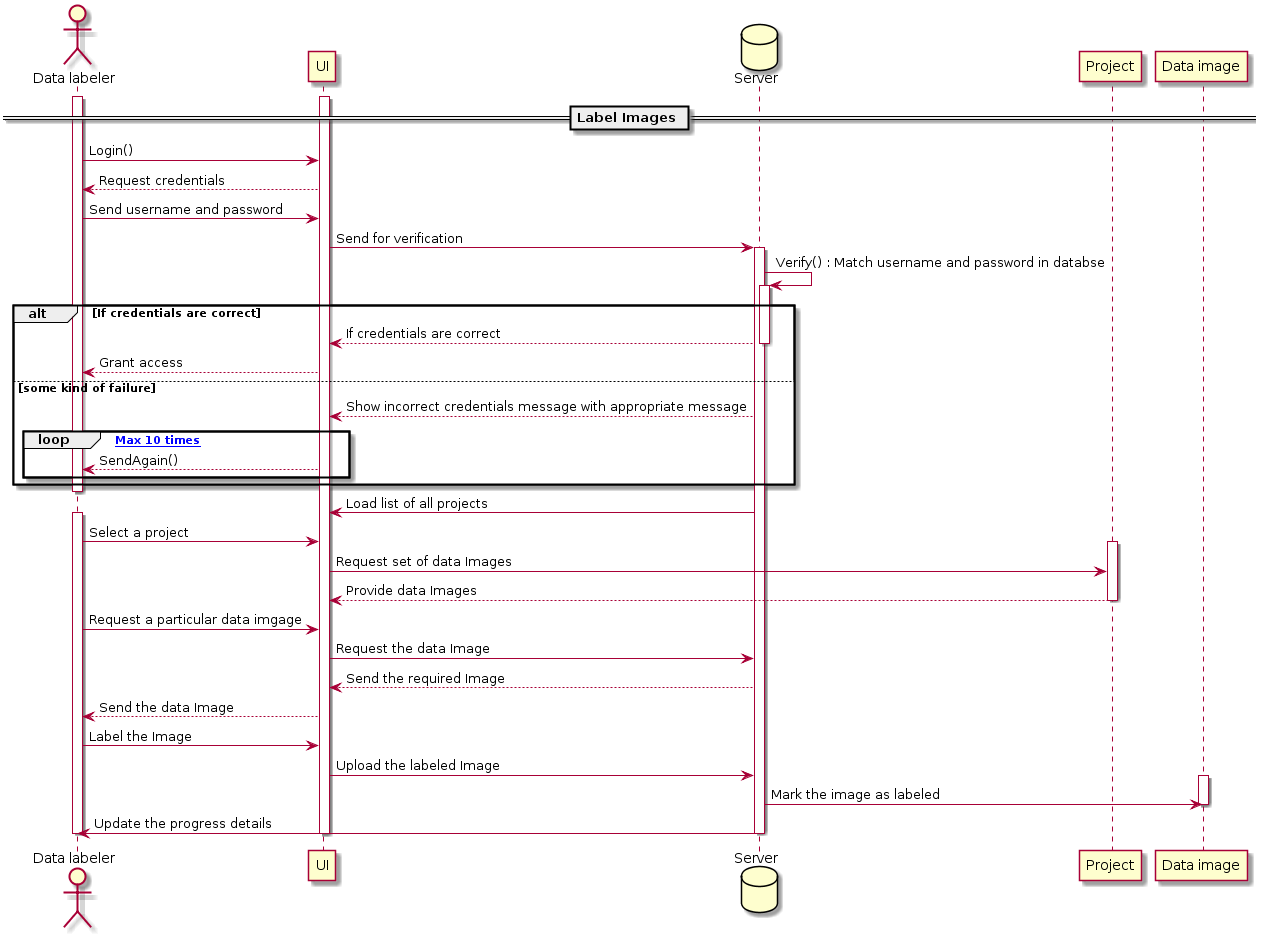 Data labeler
UI
Server
Project
Data image
Label Images
Login()
Request credentials
Send username and password
Send for verification
Verify() : Match username and password in databse
alt
[If credentials are correct]
If credentials are correct
Grant access
[some kind of failure]
Show incorrect credentials message with appropriate message
loop
Max 10 times
SendAgain()
Load list of all projects
Select a project
Request set of data Images
Provide data Images
Request a particular data imgage
Request the data Image
Send the required Image
Send the data Image
Label the Image
Upload the labeled Image
Mark the image as labeled
Update the progress details
Data labeler
UI
Server
Project
Data image